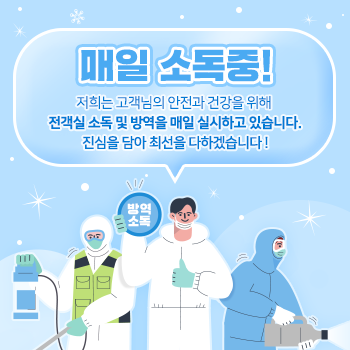 매일 소독중!
저희는 고객님의 안전과 건강을 위해
전객실 소독 및 방역을 매일 실시하고 있습니다.
진심을 담아 최선을 다하겠습니다!
방역
소독